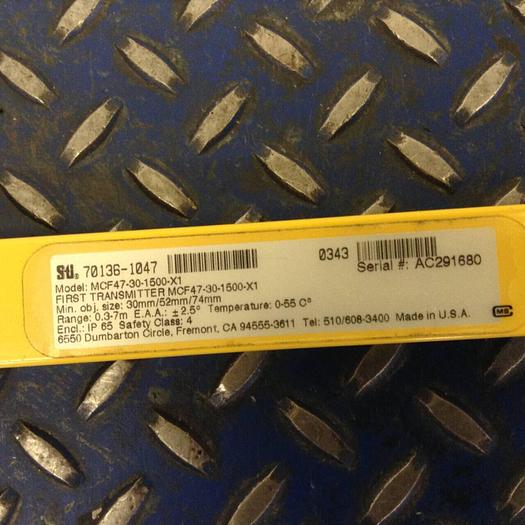 STI 70136-1047 0343 Serial #: AC291680
Model: MCF47-30-1500-X1
FIRST TRANSMITTER MCF47-30-1500-X1
Min. obj. size: 30mm/52mm/74mm
Range: 0.3-7m E.A.A.: ±2.5° Temperature: 0-55 C°
Encl.: IP 65 Safety Class: 4
6550 Dumbarton Circle, Fremont, CA 94555-3611 Tel: 510/608-3400 Made in U.S.A.
MS